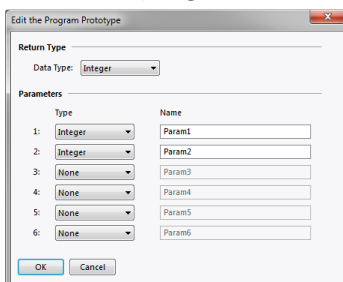 Edit the Program Prototype
Return Type
Data Type: Integer
Parameters
Type Name
1: Integer Param1
2: Integer Param2
3: None Param3
4: None Param4
5: None Param5
6: None Param6
OK Cancel